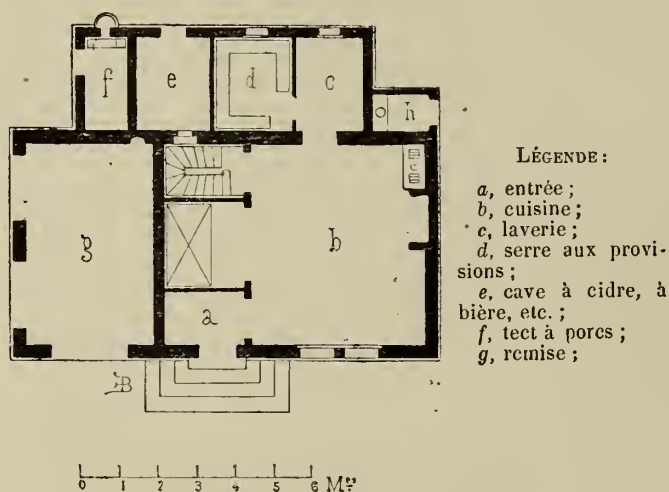 f
e
d
c
h
g
b
a
B
LÉGENDE :
a, entrée ;
b, cuisine ;
c, laverie ;
d, serre aux provi-
sions ;
e, cave à cidre, à
bière, etc. ;
f, tect à porcs ;
g, remise ;
0 1 2 3 4 5 6 M.res